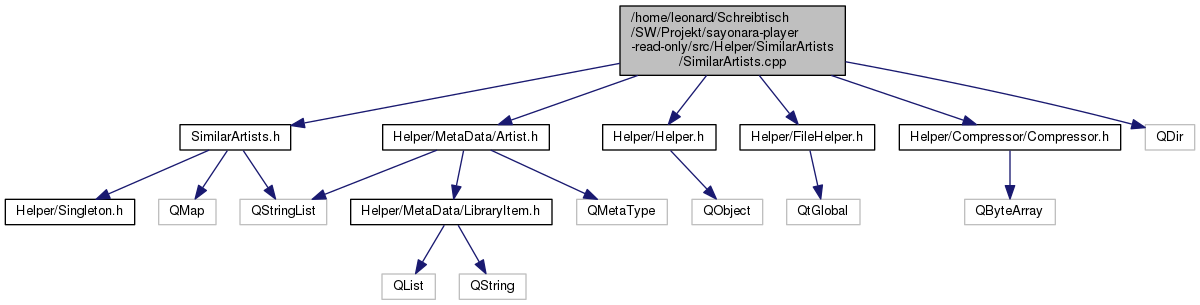 /home/leonard/Schreibtisch
/SW/Projekt/sayonara-player
-read-only/src/Helper/SimilarArtists
/SimilarArtists.cpp
SimilarArtists.h
Helper/MetaData/Artist.h
Helper/Helper.h
Helper/FileHelper.h
Helper/Compressor/Compressor.h
QDir
Helper/Singleton.h
QMap
QStringList
Helper/MetaData/LibraryItem.h
QMetaType
QObject
QtGlobal
QByteArray
QList
QString